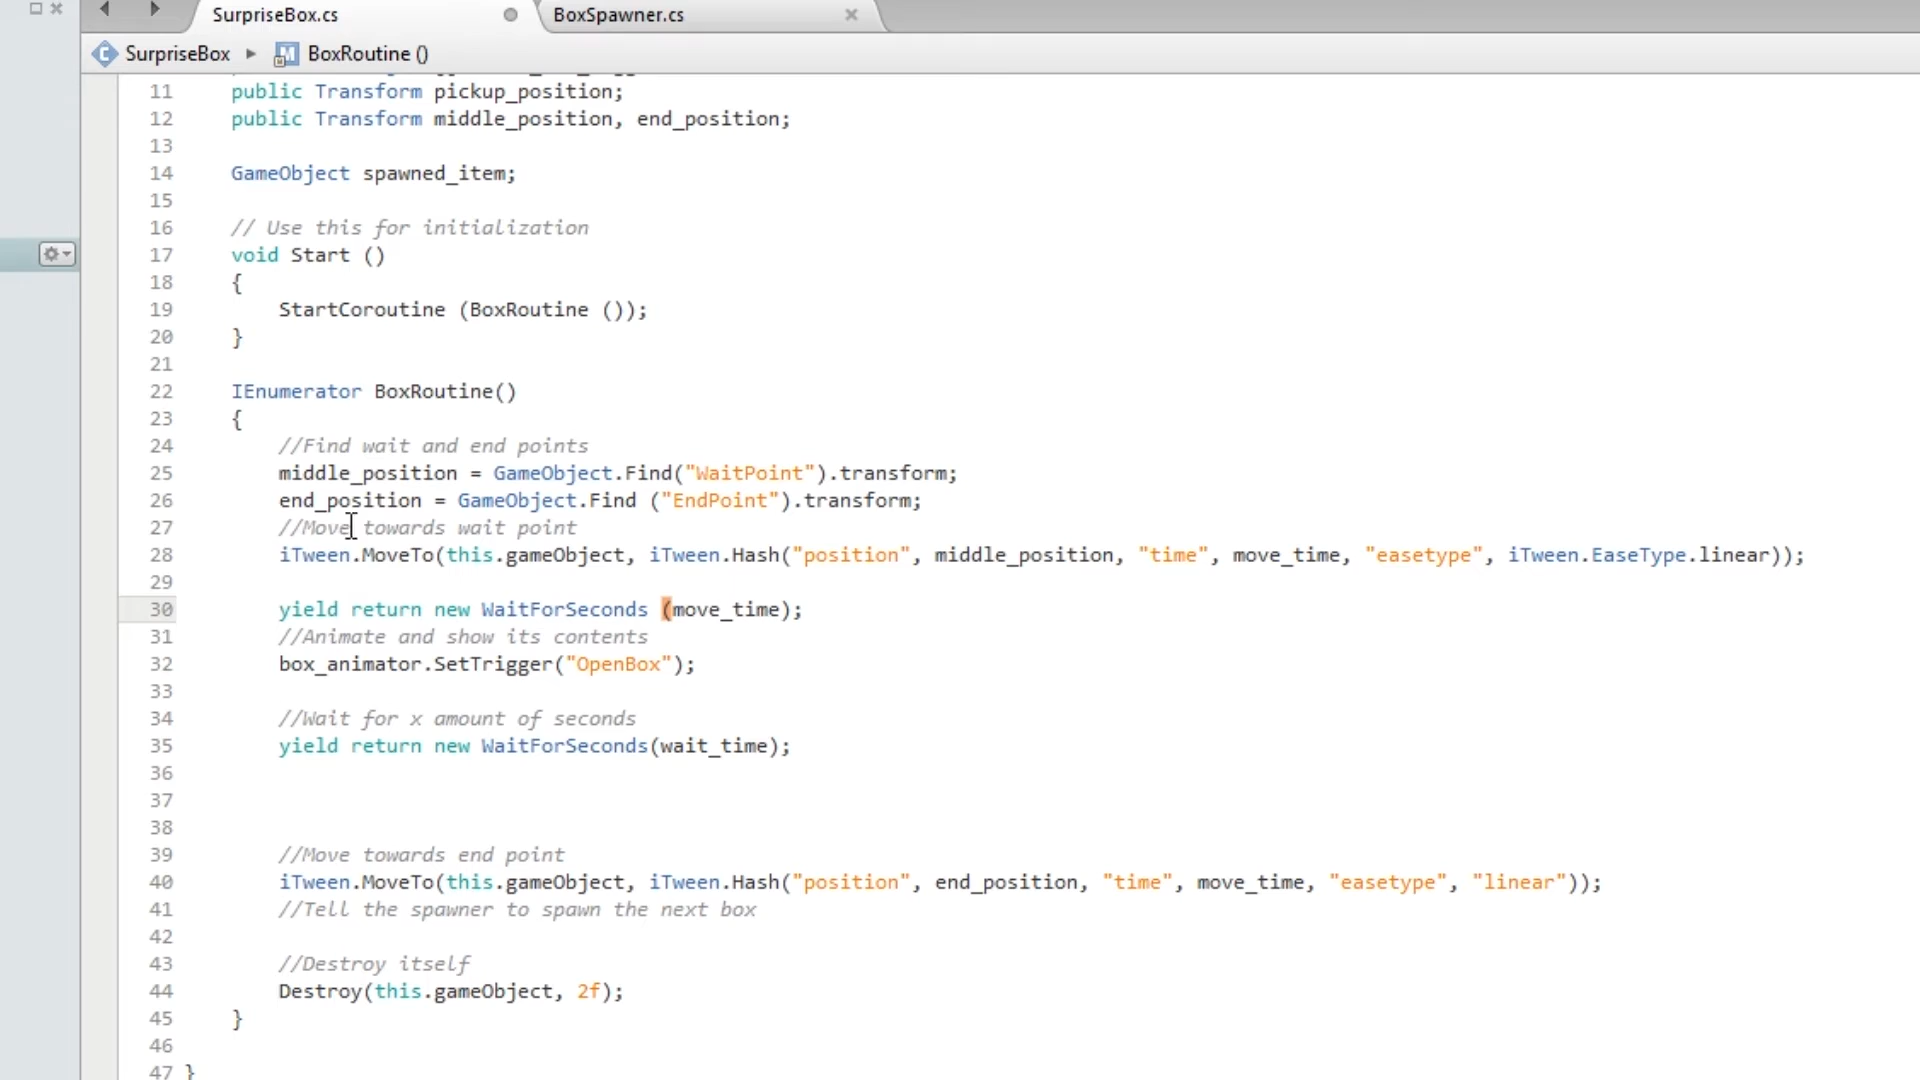 SurpriseBox.cs
BoxSpawner.cs
SurpriseBox ▸ BoxRoutine ()
11 public Transform pickup_position;
12 public Transform middle_position, end_position;
13
14 GameObject spawned_item;
15
16 // Use this for initialization
17 void Start ()
18 {
19 StartCoroutine (BoxRoutine ());
20 }
21
22 IEnumerator BoxRoutine()
23 {
24 //Find wait and end points
25 middle_position = GameObject.Find("WaitPoint").transform;
26 end_position = GameObject.Find ("EndPoint").transform;
27 //Move towards wait point
28 iTween.MoveTo(this.gameObject, iTween.Hash("position", middle_position, "time", move_time, "easetype", iTween.EaseType.linear));
29
30 yield return new WaitForSeconds (move_time);
31 //Animate and show its contents
32 box_animator.SetTrigger("OpenBox");
33
34 //Wait for x amount of seconds
35 yield return new WaitForSeconds(wait_time);
36
37
38
39 //Move towards end point
40 iTween.MoveTo(this.gameObject, iTween.Hash("position", end_position, "time", move_time, "easetype", "linear"));
41 //Tell the spawner to spawn the next box
42
43 //Destroy itself
44 Destroy(this.gameObject, 2f);
45 }
46
47 }